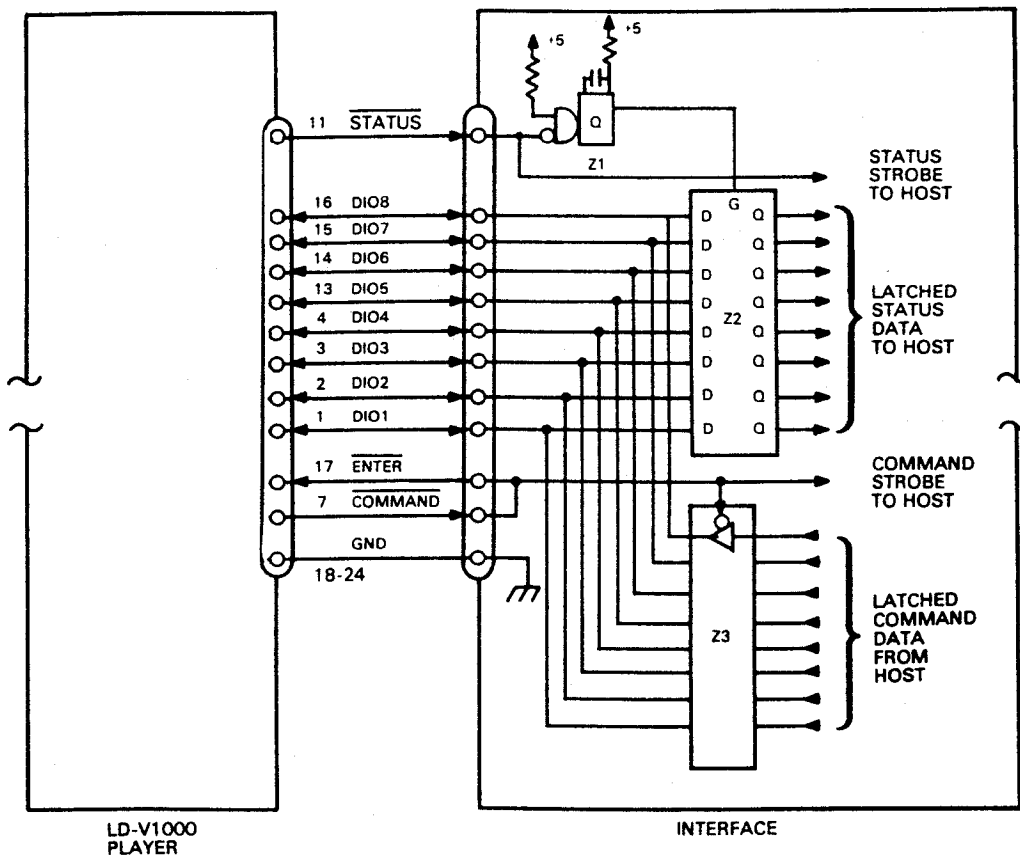 +5
+5
Q
Z1
11 STATUS
STATUS
STROBE
TO HOST
16 DIO8
15 DIO7
14 DIO6
13 DIO5
4 DIO4
3 DIO3
2 DIO2
1 DIO1
G
D Q
D Q
D Q
D Q
D Q
D Q
D Q
D Q
Z2
LATCHED
STATUS
DATA
TO HOST
17 ENTER
7 COMMAND
GND
18-24
COMMAND
STROBE
TO HOST
Z3
LATCHED
COMMAND
DATA
FROM
HOST
LD-V1000
PLAYER
INTERFACE